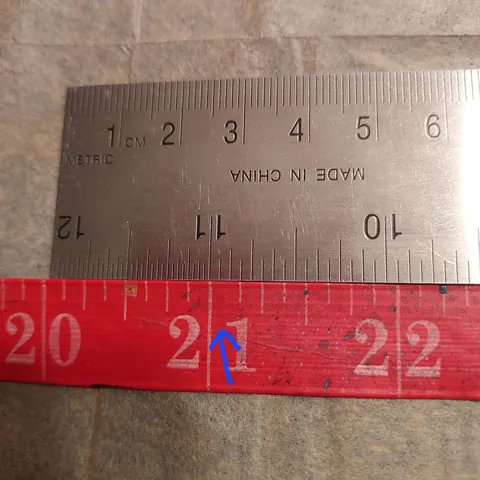 1 CM 2 3 4 5 6
METRIC
MADE IN CHINA
12 11 10
20 21 22